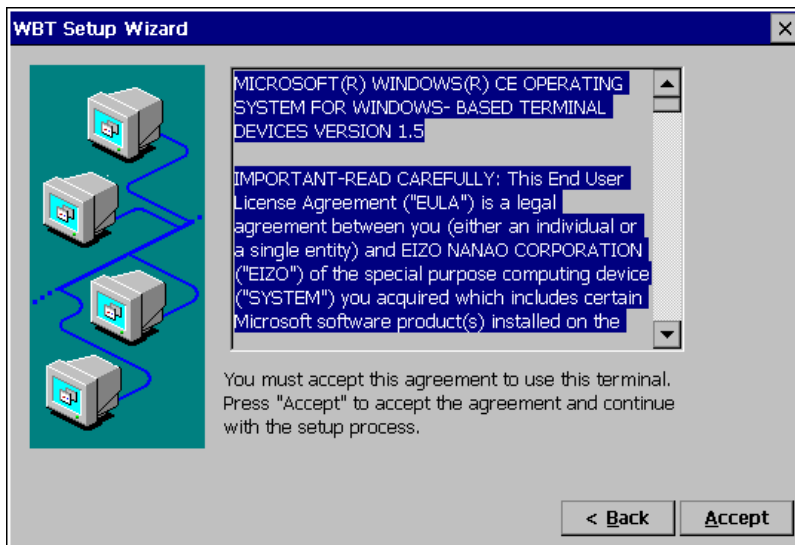 WBT Setup Wizard
MICROSOFT(R) WINDOWS(R) CE OPERATING
SYSTEM FOR WINDOWS- BASED TERMINAL
DEVICES VERSION 1.5
IMPORTANT-READ CAREFULLY: This End User
License Agreement ("EULA") is a legal
agreement between you (either an individual or
a single entity) and EIZO NANAO CORPORATION
("EIZO") of the special purpose computing device
("SYSTEM") you acquired which includes certain
Microsoft software product(s) installed on the
You must accept this agreement to use this terminal.
Press "Accept" to accept the agreement and continue
with the setup process.
< Back
Accept